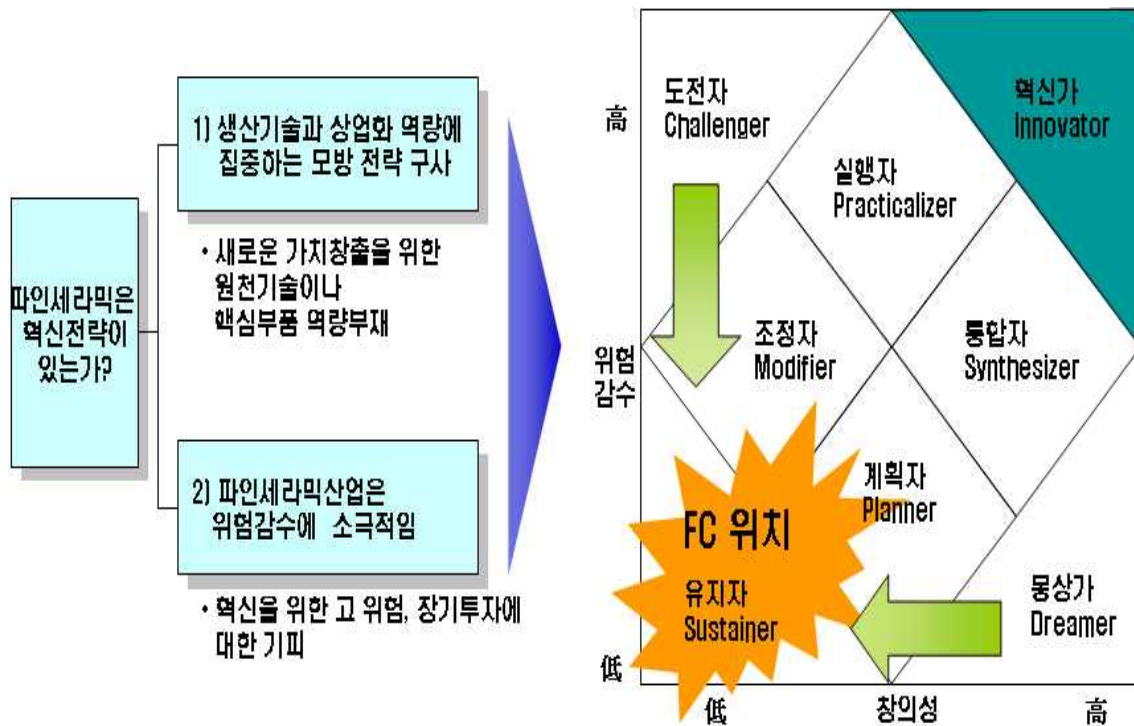 파인세라믹은
혁신전략이
있는가?
1) 생산기술과 상업화 역량에
집중하는 모방 전략 구사
· 새로운 가치창출을 위한
원천기술이나
핵심부품 역량부재
2) 파인세라믹산업은
위험감수에 소극적임
· 혁신을 위한 고 위험, 장기투자에
대한 기피
高
위험
감수
低
도전자
Challenger
혁신가
Innovator
실행자
Practicalizer
조정자
Modifier
통합자
Synthesizer
계획자
Planner
FC 위치
유지자
Sustainer
몽상가
Dreamer
低
창의성
高